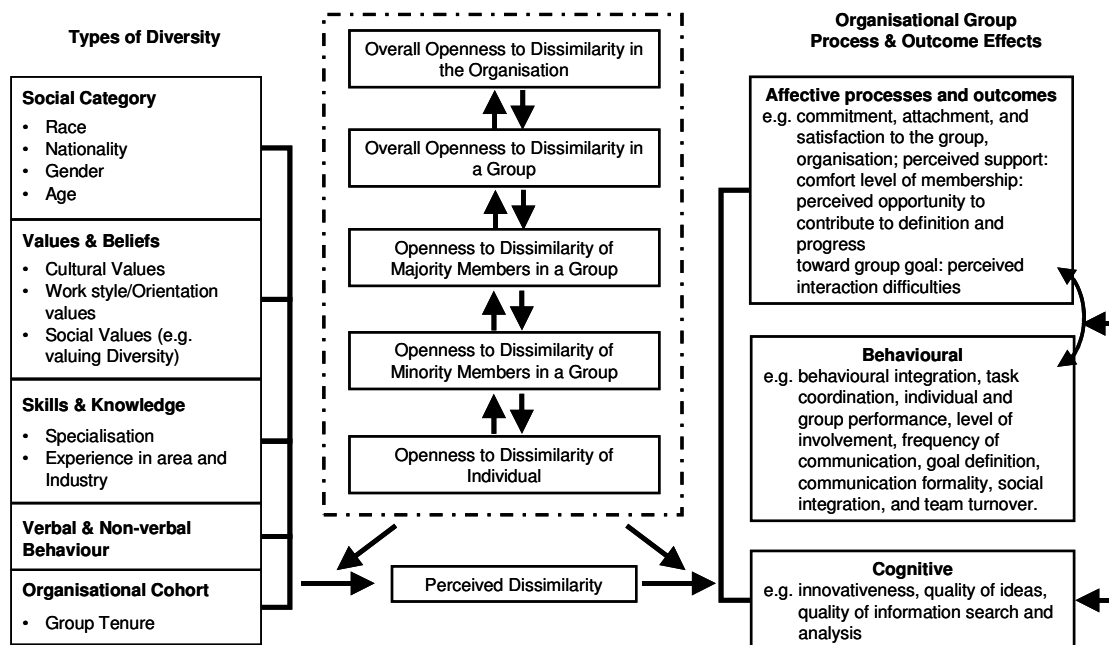 Types of Diversity
Social Category
• Race
• Nationality
• Gender
• Age
Values & Beliefs
• Cultural Values
• Work style/Orientation
values
• Social Values (e.g.
valuing Diversity)
Skills & Knowledge
• Specialisation
• Experience in area and
Industry
Verbal & Non-verbal
Behaviour
Organisational Cohort
• Group Tenure
Overall Openness to Dissimilarity in
the Organisation
Overall Openness to Dissimilarity in
a Group
Openness to Dissimilarity of
Majority Members in a Group
Openness to Dissimilarity of
Minority Members in a Group
Openness to Dissimilarity of
Individual
Perceived Dissimilarity
Organisational Group
Process & Outcome Effects
Affective processes and outcomes
e.g. commitment, attachment, and
satisfaction to the group,
organisation; perceived support:
comfort level of membership:
perceived opportunity to
contribute to definition and
progress
toward group goal: perceived
interaction difficulties
Behavioural
e.g. behavioural integration, task
coordination, individual and
group performance, level of
involvement, frequency of
communication, goal definition,
communication formality, social
integration, and team turnover.
Cognitive
e.g. innovativeness, quality of ideas,
quality of information search and
analysis